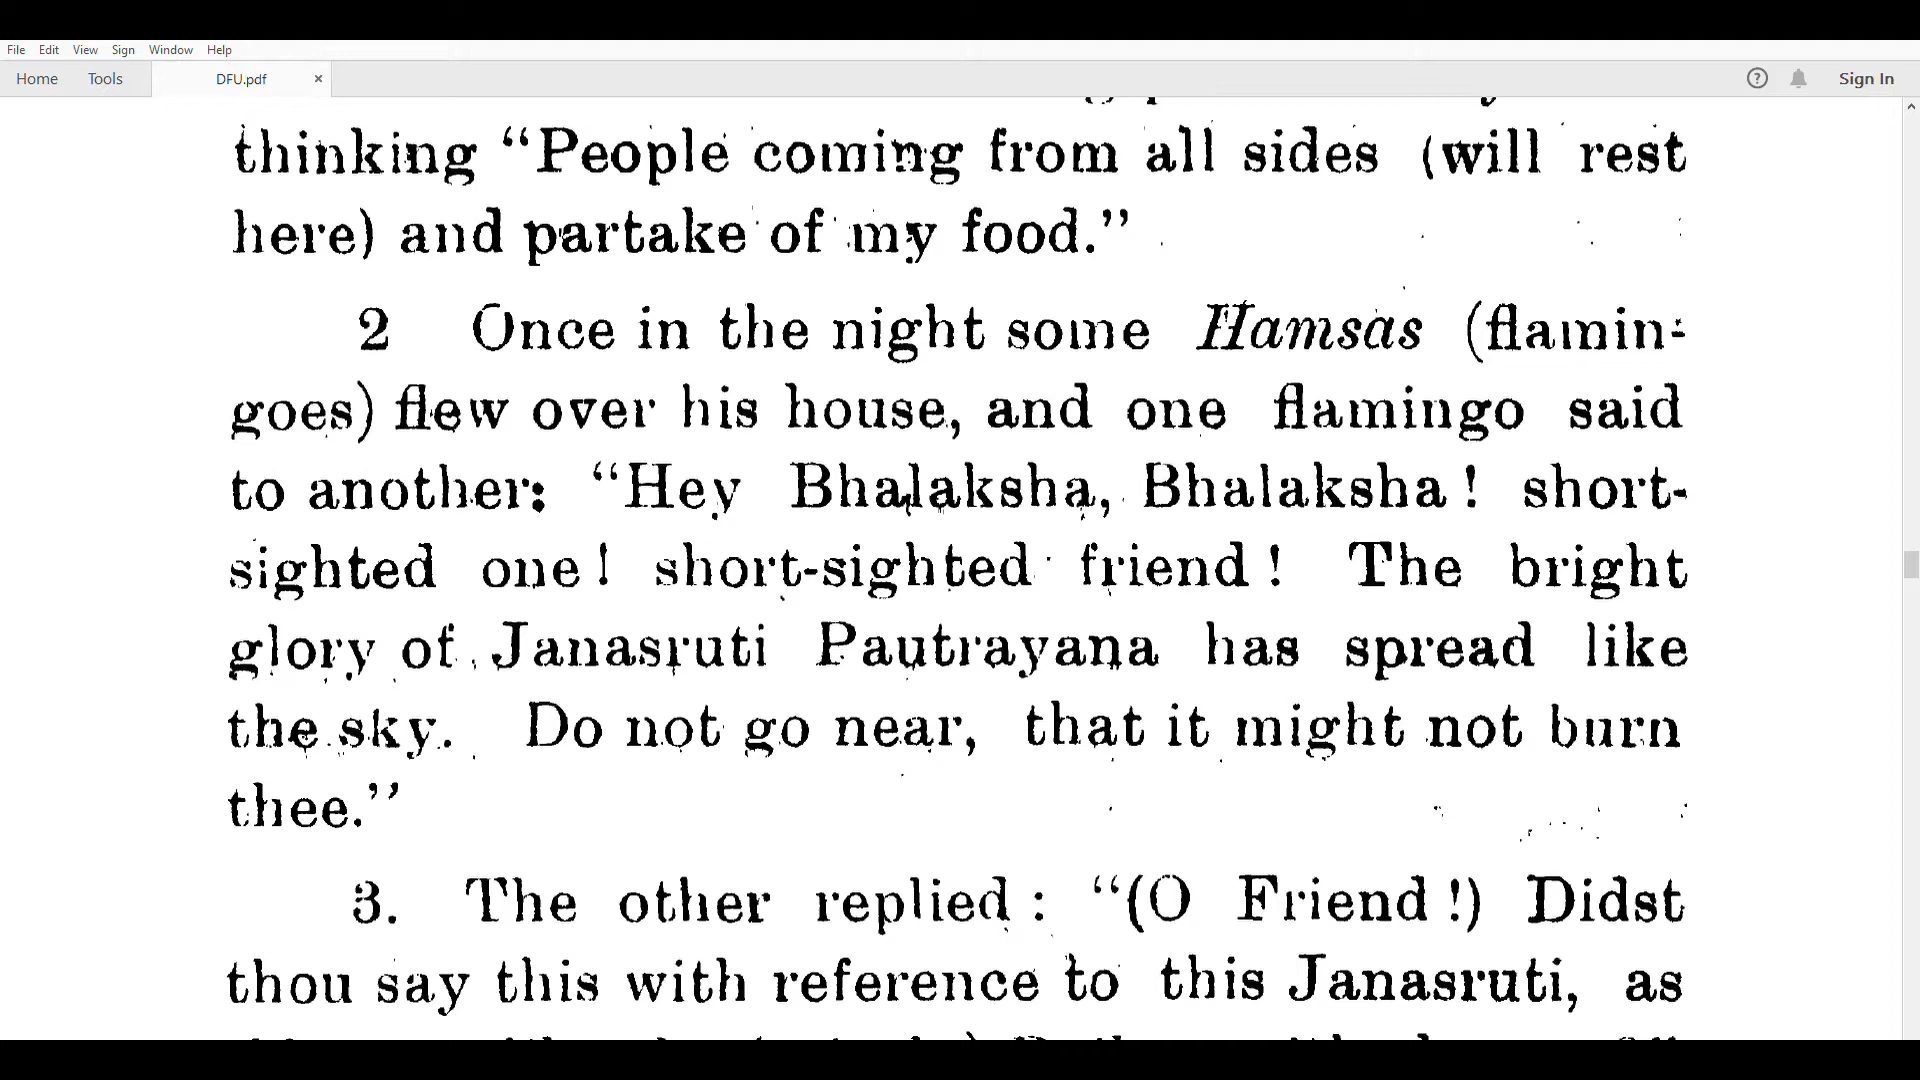 File Edit View Sign Window Help
Home Tools DFU.pdf × ? Sign In
thinking “People coming from all sides (will rest
here) and partake of my food.”
2 Once in the night some Hamsas (flamin-
goes) flew over his house, and one flamingo said
to another: “Hey Bhalaksha, Bhalaksha! short-
sighted one! short-sighted friend! The bright
glory of Janasruti Pautrayana has spread like
the sky. Do not go near, that it might not burn
thee.”
3. The other replied: “(O Friend!) Didst
thou say this with reference to this Janasruti, as